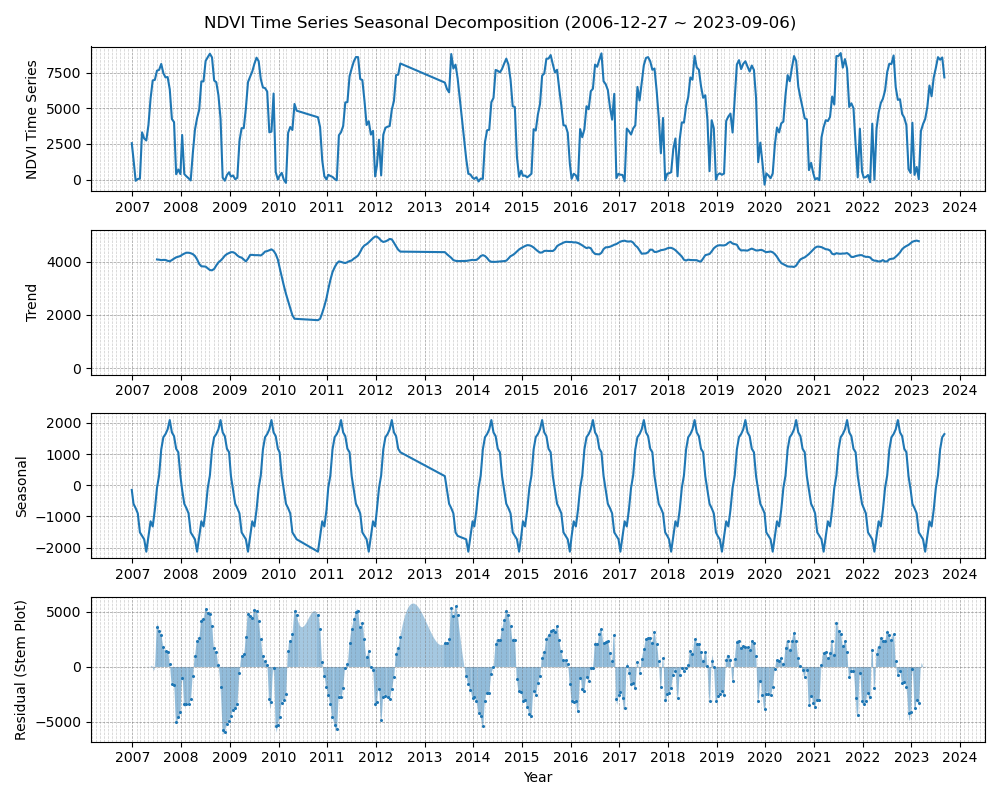 NDVI Time Series Seasonal Decomposition (2006-12-27 ~ 2023-09-06)
NDVI Time Series
7500
5000
2500
0
2007 2008 2009 2010 2011 2012 2013 2014 2015 2016 2017 2018 2019 2020 2021 2022 2023 2024
Trend
4000
2000
0
2007 2008 2009 2010 2011 2012 2013 2014 2015 2016 2017 2018 2019 2020 2021 2022 2023 2024
Seasonal
2000
1000
0
−1000
−2000
2007 2008 2009 2010 2011 2012 2013 2014 2015 2016 2017 2018 2019 2020 2021 2022 2023 2024
Residual (Stem Plot)
5000
0
−5000
2007 2008 2009 2010 2011 2012 2013 2014 2015 2016 2017 2018 2019 2020 2021 2022 2023 2024
Year